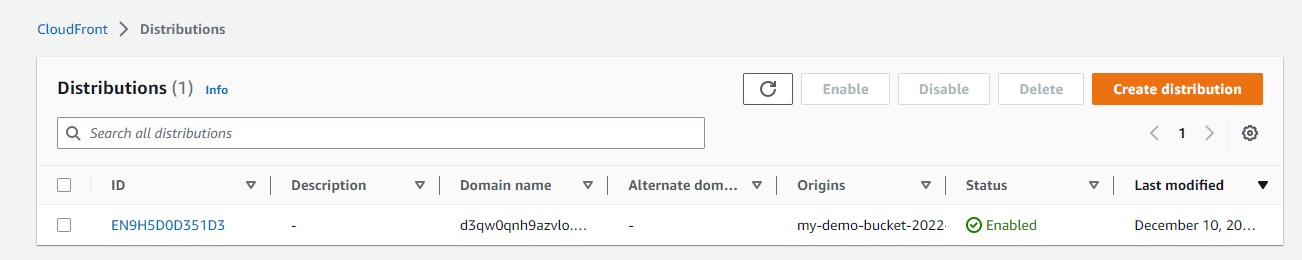 CloudFront > Distributions
Distributions (1) Info
Enable Disable Delete Create distribution
Search all distributions
1
ID Description Domain name Alternate dom... Origins Status Last modified
EN9H5D0D351D3 - d3qw0qnh9azvlo.... - my-demo-bucket-2022- Enabled December 10, 20...